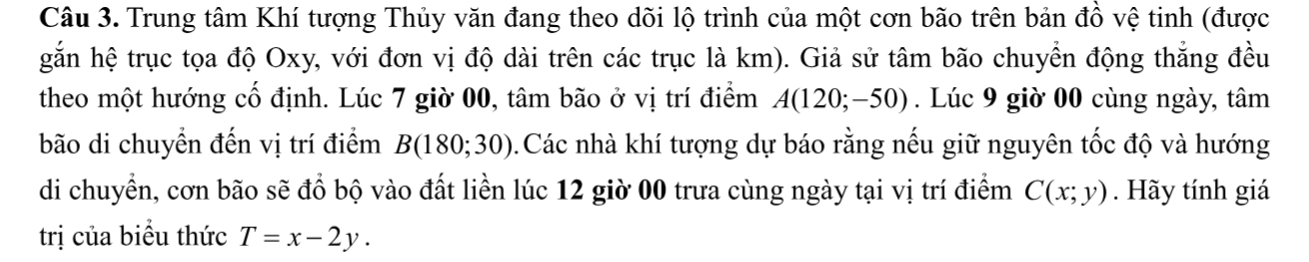 Câu 3. Trung tâm Khí tượng Thủy văn đang theo dõi lộ trình của một cơn bão trên bản đồ vệ tinh (được
gắn hệ trục tọa độ Oxy, với đơn vị độ dài trên các trục là km). Giả sử tâm bão chuyển động thẳng đều
theo một hướng cố định. Lúc 7 giờ 00, tâm bão ở vị trí điểm A(120;−50). Lúc 9 giờ 00 cùng ngày, tâm
bão di chuyển đến vị trí điểm B(180;30).Các nhà khí tượng dự báo rằng nếu giữ nguyên tốc độ và hướng
di chuyển, cơn bão sẽ đổ bộ vào đất liền lúc 12 giờ 00 trưa cùng ngày tại vị trí điểm C(x; y). Hãy tính giá
trị của biểu thức T = x − 2y.